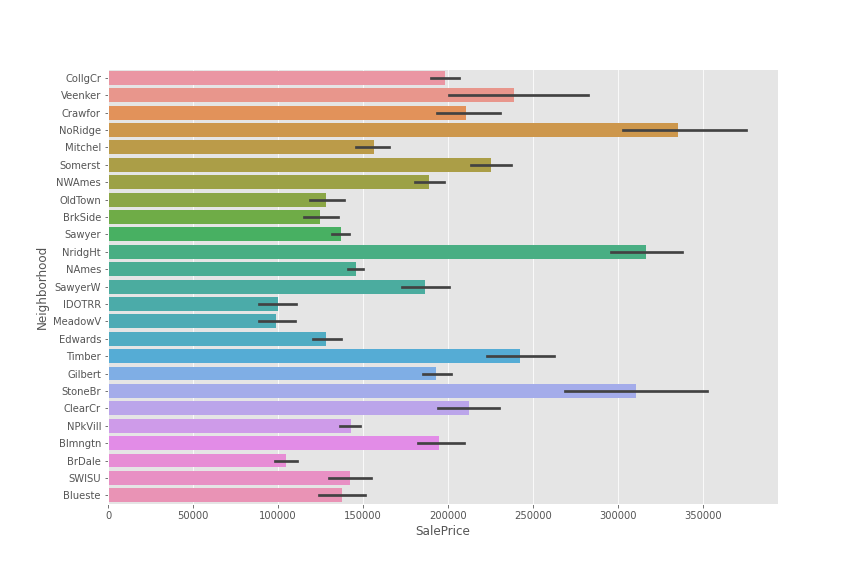 CollgCr
Veenker
Crawfor
NoRidge
Mitchel
Somerst
NWAmes
OldTown
BrkSide
Sawyer
NridgHt
NAmes
SawyerW
IDOTRR
MeadowV
Edwards
Timber
Gilbert
StoneBr
ClearCr
NPkVill
Blmngtn
BrDale
SWISU
Blueste
Neighborhood
0 50000 100000 150000 200000 250000 300000 350000
SalePrice